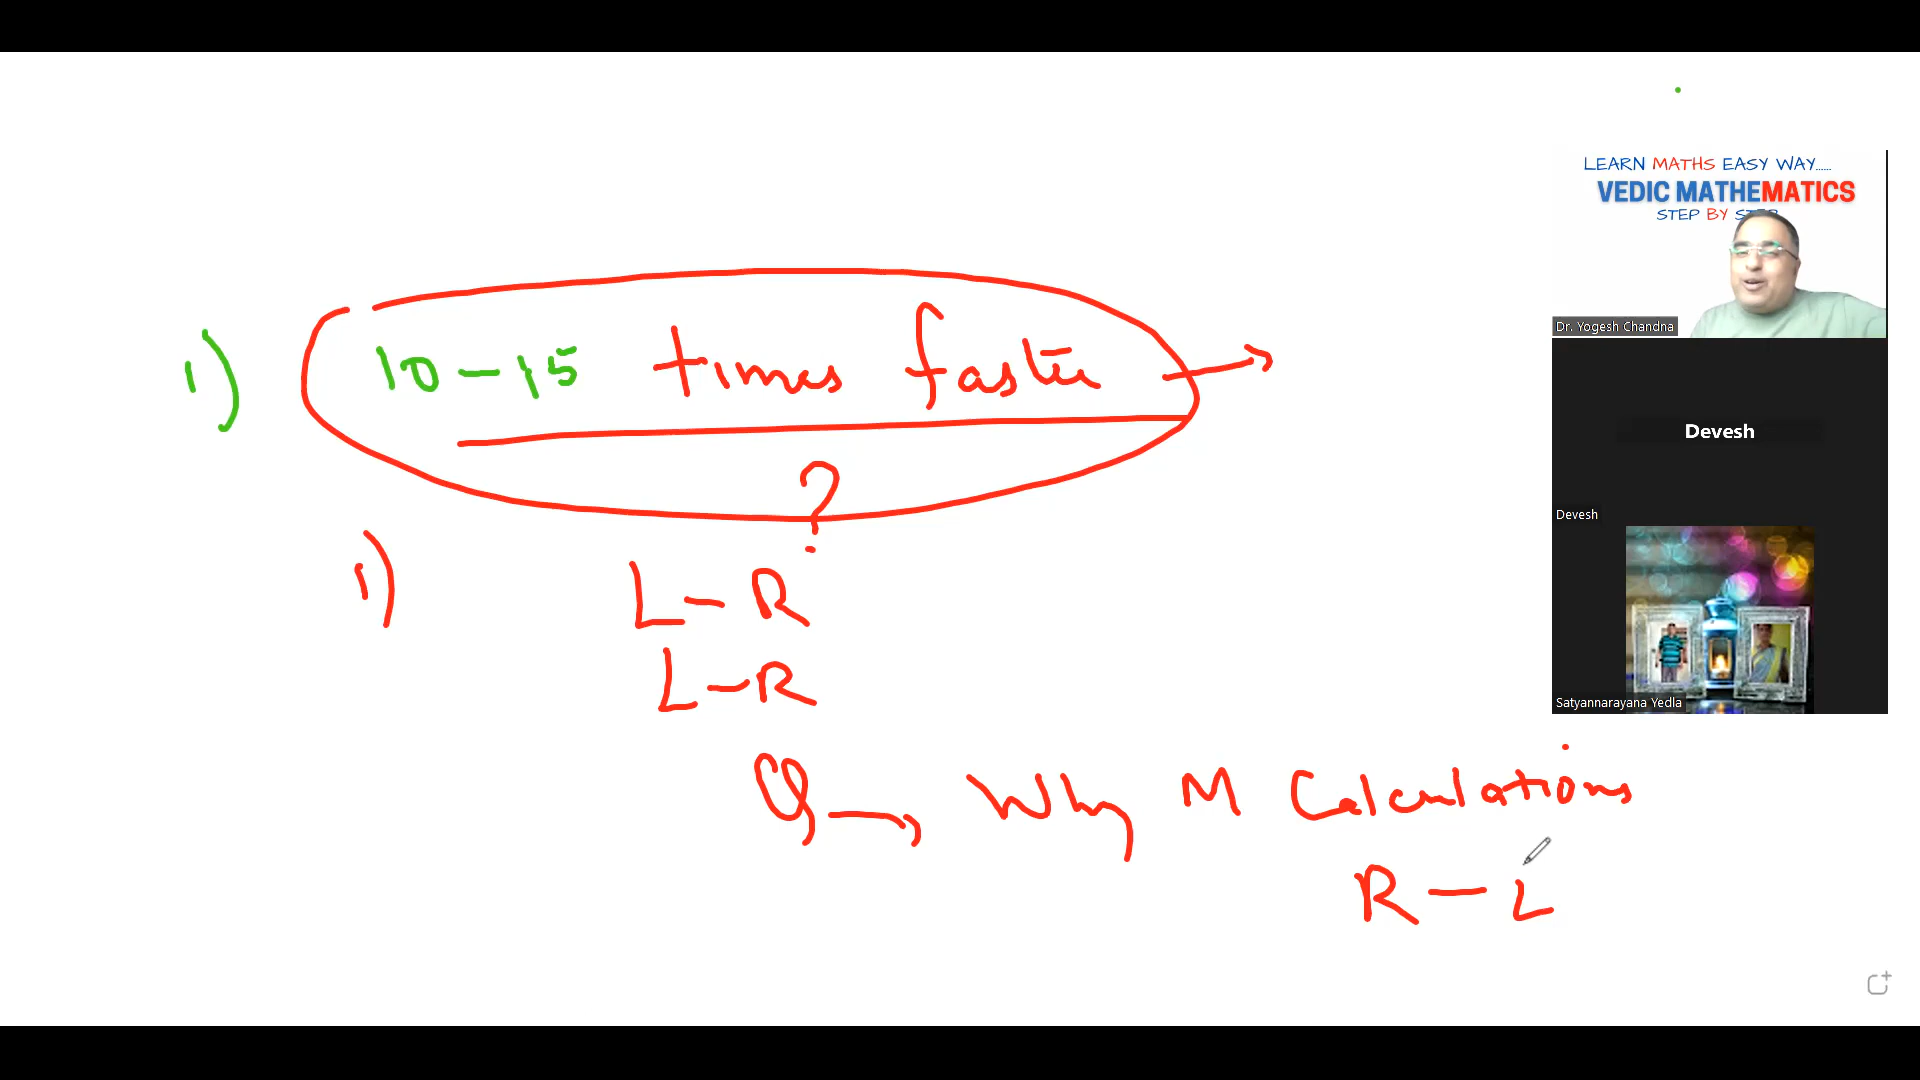 LEARN MATHS EASY WAY......
VEDIC MATHEMATICS
STEP BY STEP
Dr. Yogesh Chandna
1) 10-15 times faster →
?
Devesh
Devesh
1) L-R
L-R
Satyannarayana Yedla
Q → Why M Calculations
R-L